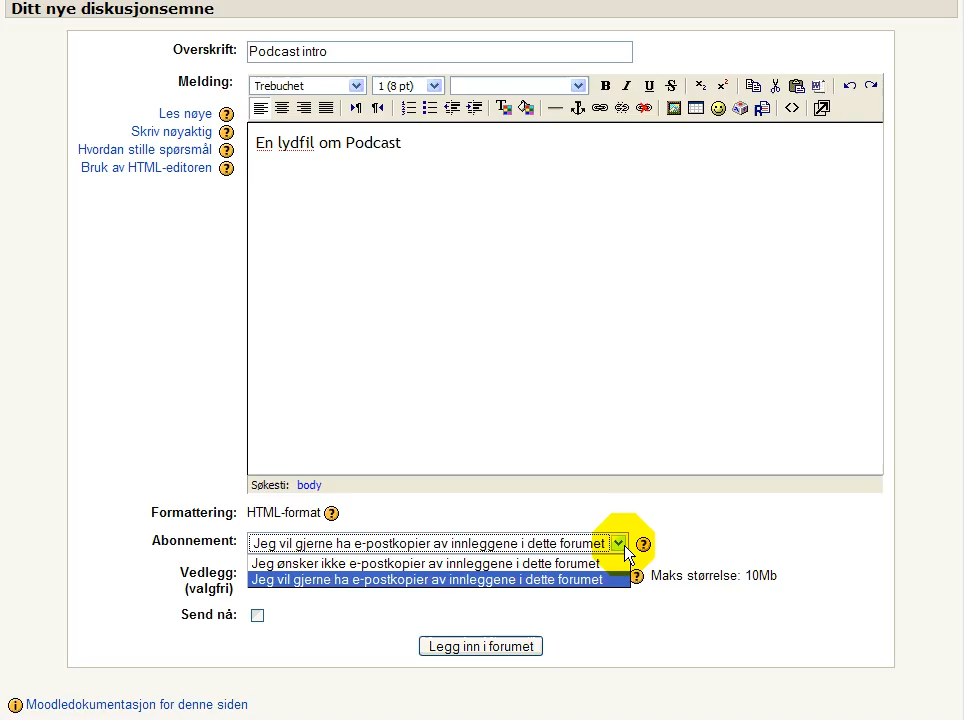 Ditt nye diskusjonsemne
Overskrift: Podcast intro
Melding: Trebuchet 1 (8 pt)
Les nøye
Skriv nøyaktig
Hvordan stille spørsmål
Bruk av HTML-editoren
En lydfil om Podcast
Søkesti: body
Formattering: HTML-format
Abonnement: Jeg vil gjerne ha e-postkopier av innleggene i dette forumet
Jeg ønsker ikke e-postkopier av innleggene i dette forumet
Jeg vil gjerne ha e-postkopier av innleggene i dette forumet
Vedlegg: Maks størrelse: 10Mb
(valgfri)
Send nå:
Legg inn i forumet
Moodledokumentasjon for denne siden